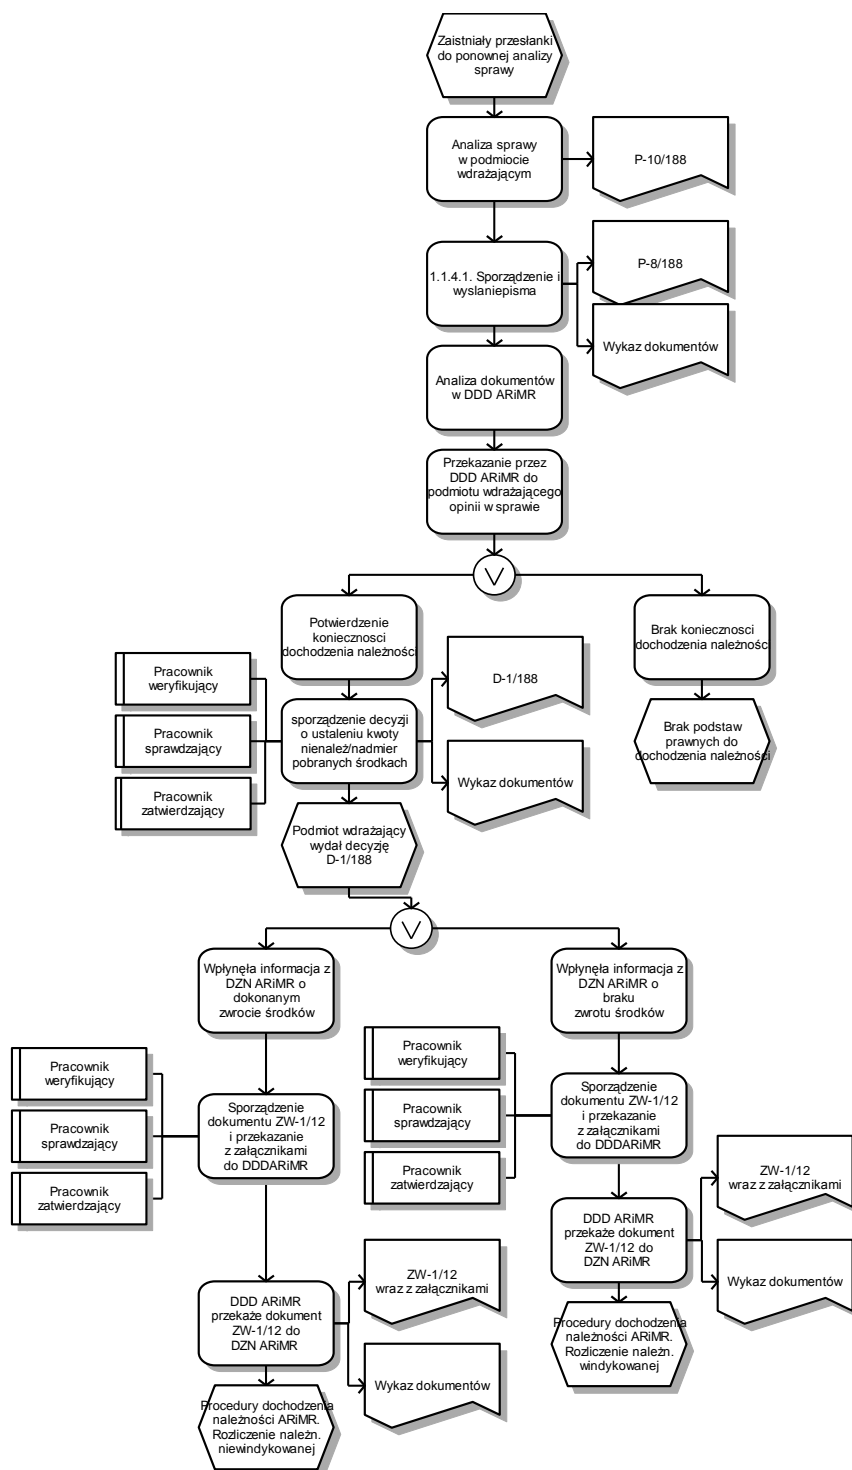 Zaistniały przesłanki
do ponownej analizy
sprawy
Analiza sprawy
w podmiocie
wdrażającym
P-10/188
1.1.4.1. Sporządzenie i
wyslaniepisma
P-8/188
Wykaz dokumentów
Analiza dokumentów
w DDD ARiMR
Przekazanie przez
DDD ARiMR do
podmiotu wdrażającego
opinii w sprawie
Potwierdzenie
koniecznosci
dochodzenia należności
Brak koniecznosci
dochodzenia należności
Pracownik
weryfikujący
Pracownik
sprawdzający
Pracownik
zatwierdzający
sporządzenie decyzji
o ustaleniu kwoty
nienależ/nadmier
pobranych środkach
D-1/188
Wykaz dokumentów
Brak podstaw
prawnych do
dochodzenia należności
Podmiot wdrażający
wydał decyzję
D-1/188
Wpłynęła informacja z
DZN ARiMR o
dokonanym
zwrocie środków
Wpłynęła informacja z
DZN ARiMR o
braku
zwrotu środków
Pracownik
weryfikujący
Pracownik
sprawdzający
Pracownik
zatwierdzający
Sporządzenie
dokumentu ZW-1/12
i przekazanie
z załącznikami
do DDDARiMR
Pracownik
weryfikujący
Pracownik
sprawdzający
Pracownik
zatwierdzający
Sporządzenie
dokumentu ZW-1/12
i przekazanie
z załącznikami
do DDDARiMR
DDD ARiMR
przekaże dokument
ZW-1/12 do
DZN ARiMR
ZW-1/12
wraz z załącznikami
Wykaz dokumentów
Procedury dochodzenia
należności ARiMR.
Rozliczenie należn.
windykowanej
DDD ARiMR
przekaże dokument
ZW-1/12 do
DZN ARiMR
ZW-1/12
wraz z załącznikami
Wykaz dokumentów
Procedury dochodzenia
należności ARiMR.
Rozliczenie należn.
niewindykowanej